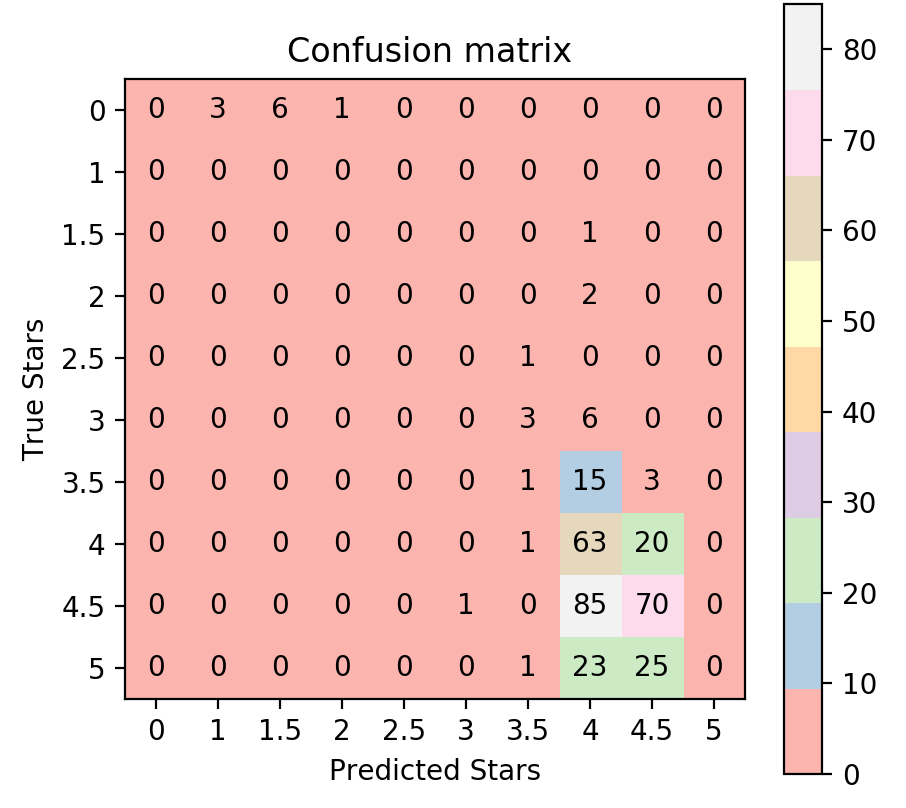 Confusion matrix
0 0 3 6 1 0 0 0 0 0 0
1 0 0 0 0 0 0 0 0 0 0
1.5 0 0 0 0 0 0 0 1 0 0
2 0 0 0 0 0 0 0 2 0 0
2.5 0 0 0 0 0 0 1 0 0 0
3 0 0 0 0 0 0 3 6 0 0
3.5 0 0 0 0 0 0 1 15 3 0
4 0 0 0 0 0 0 1 63 20 0
4.5 0 0 0 0 0 1 0 85 70 0
5 0 0 0 0 0 0 1 23 25 0
0 1 1.5 2 2.5 3 3.5 4 4.5 5
Predicted Stars
True Stars
80
70
60
50
40
30
20
10
0